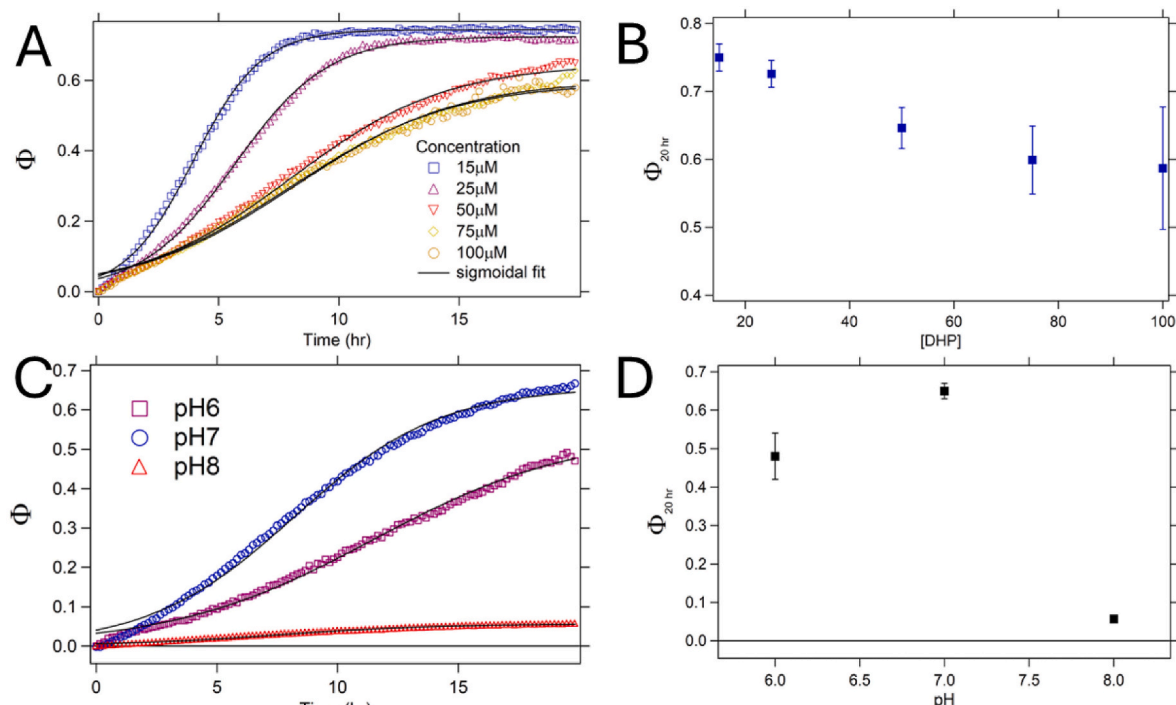 A
Φ
0.6
0.4
0.2
0.0
0
5
10
15
Time (hr)
Concentration
15μM
25μM
50μM
75μM
100μM
sigmoidal fit
B
Φ20 hr
0.8
0.7
0.6
0.5
0.4
20
40
60
80
100
[DHP]
C
Φ
0.7
0.6
0.5
0.4
0.3
0.2
0.1
0.0
pH6
pH7
pH8
0
5
10
15
D
Φ20 hr
0.7
0.6
0.5
0.4
0.3
0.2
0.1
0.0
6.0
6.5
7.0
7.5
8.0
pH